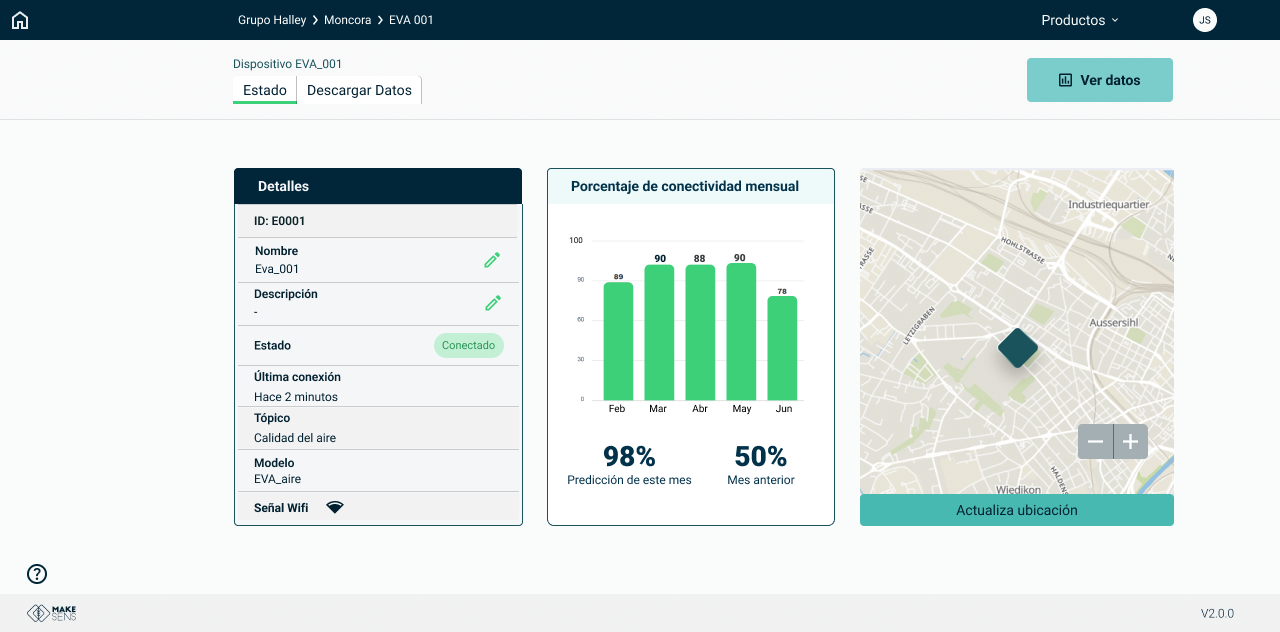 Grupo Halley > Moncora > EVA 001
Productos
JS
Dispositivo EVA_001
Estado
Descargar Datos
Ver datos
Detalles
ID: E0001
Nombre
Eva_001
Descripción
-
Estado
Conectado
Última conexión
Hace 2 minutos
Tópico
Calidad del aire
Modelo
EVA_aire
Señal Wifi
Porcentaje de conectividad mensual
100
90
60
30
0
89
90
88
90
78
Feb
Mar
Abr
May
Jun
98%
Predicción de este mes
50%
Mes anterior
Industriequartier
HOHLSTRASSE
LETZIGRABEN
Aussersihl
Wiedikon
− +
Actualiza ubicación
?
MAKE
SENS
V2.0.0